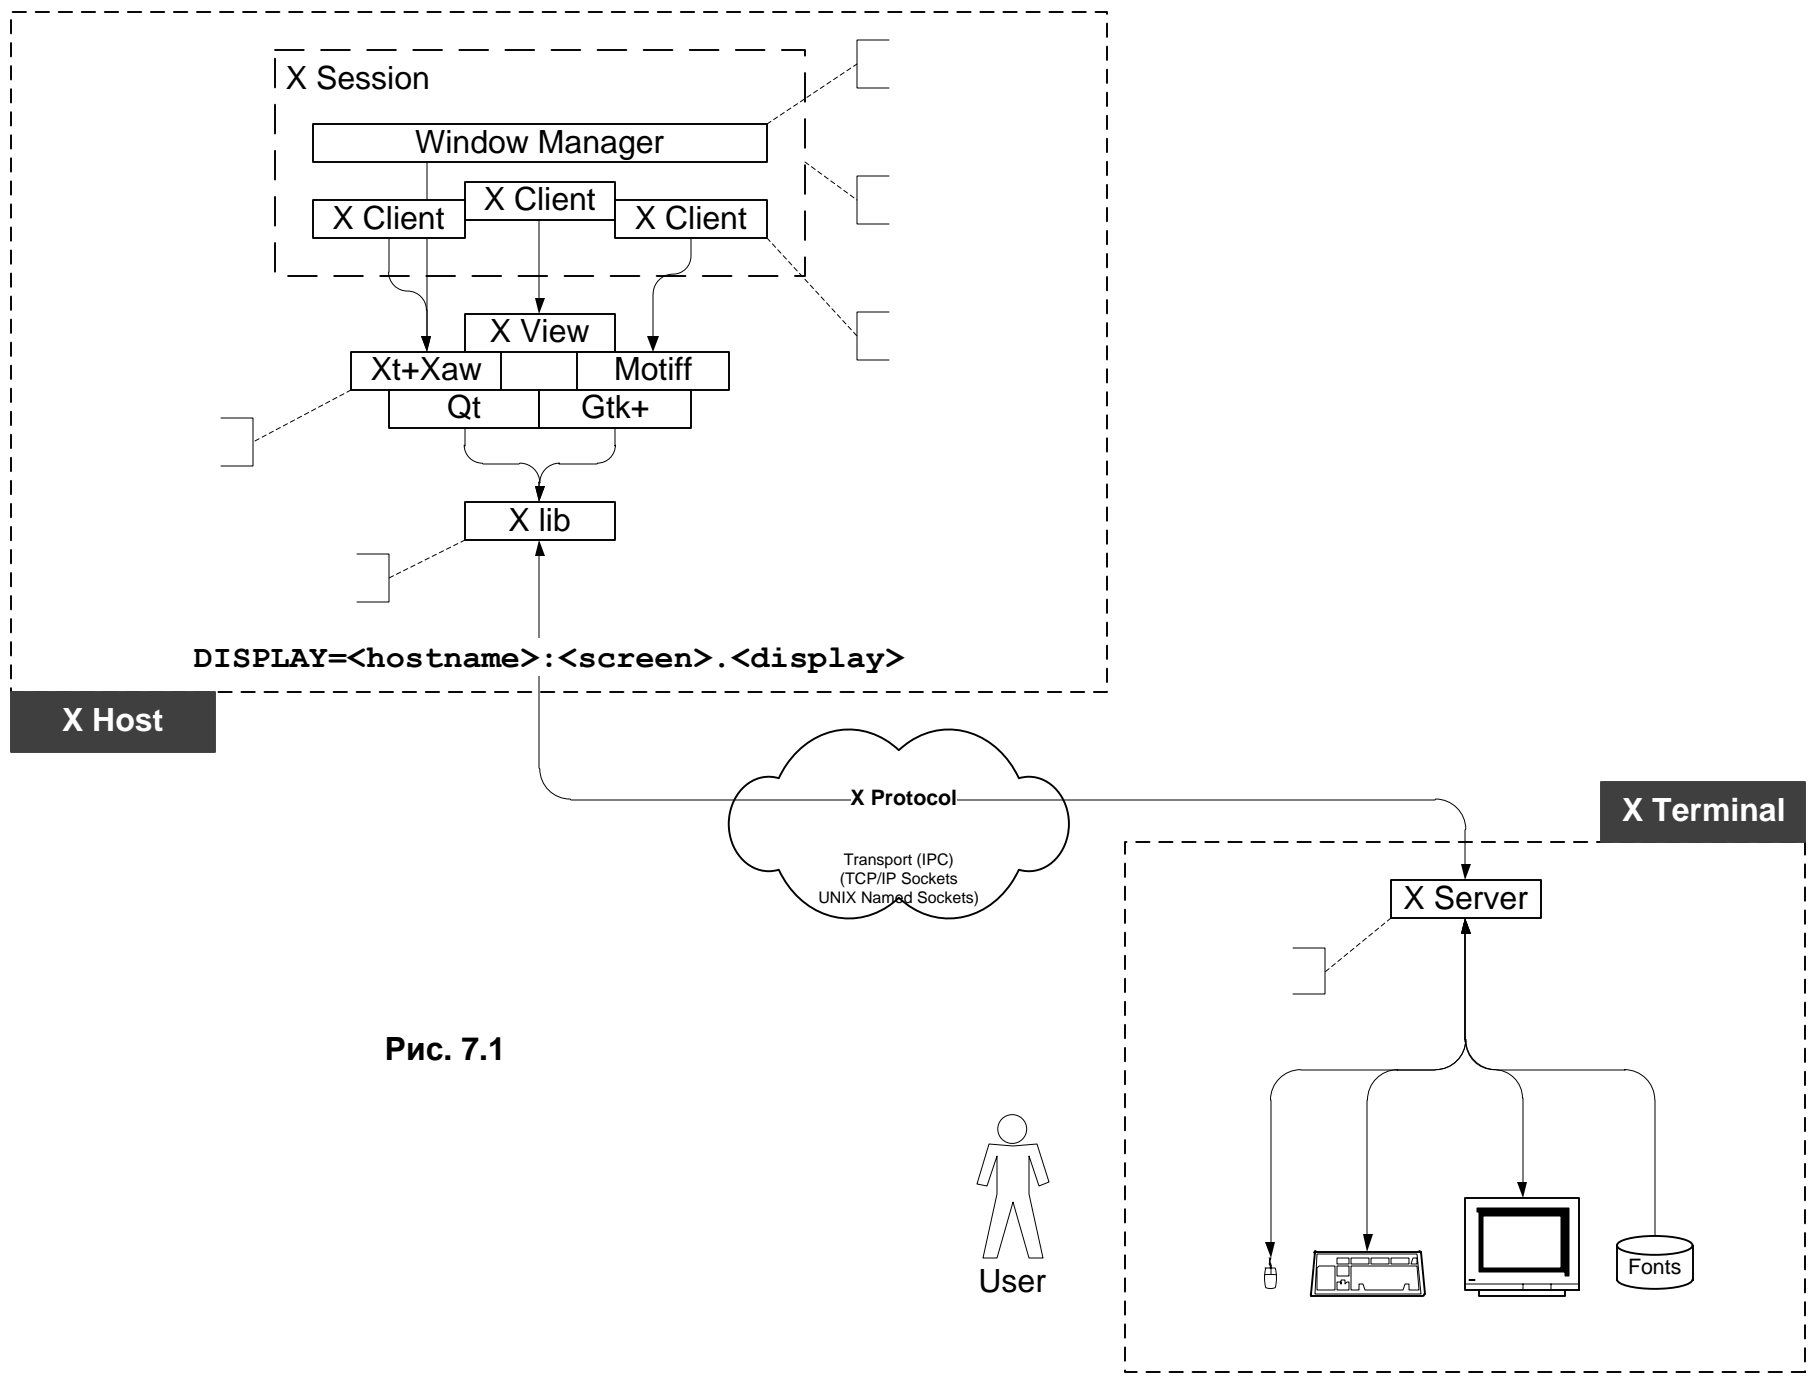 X Session
Window Manager
X Client
X Client
X Client
X View
Xt+Xaw
Motiff
Qt
Gtk+
X lib
DISPLAY=<hostname>:<screen>.<display>
X Host
X Protocol
Transport (IPC)
(TCP/IP Sockets
UNIX Named Sockets)
X Terminal
X Server
Рис. 7.1
User
Fonts